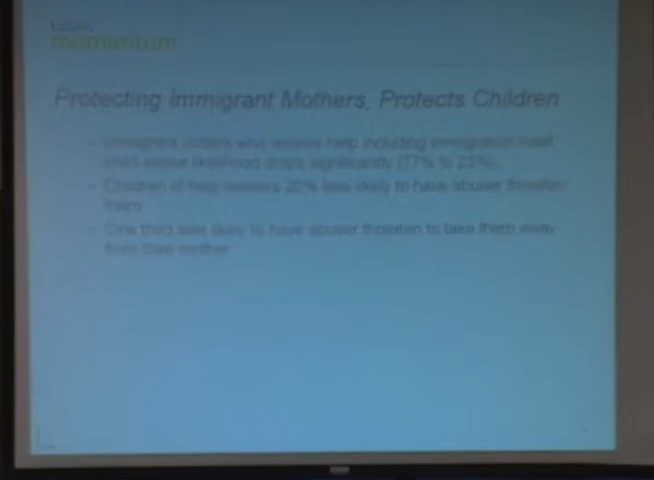 LEGAL
momentum
Protecting Immigrant Mothers, Protects Children
– Immigrant victims who receive help including immigration relief
child abuse likelihood drops significantly (77% to 23%).
– Children of help seekers 20% less likely to have abuser threaten
them
– One third less likely to have abuser threaten to take them away
from their mother